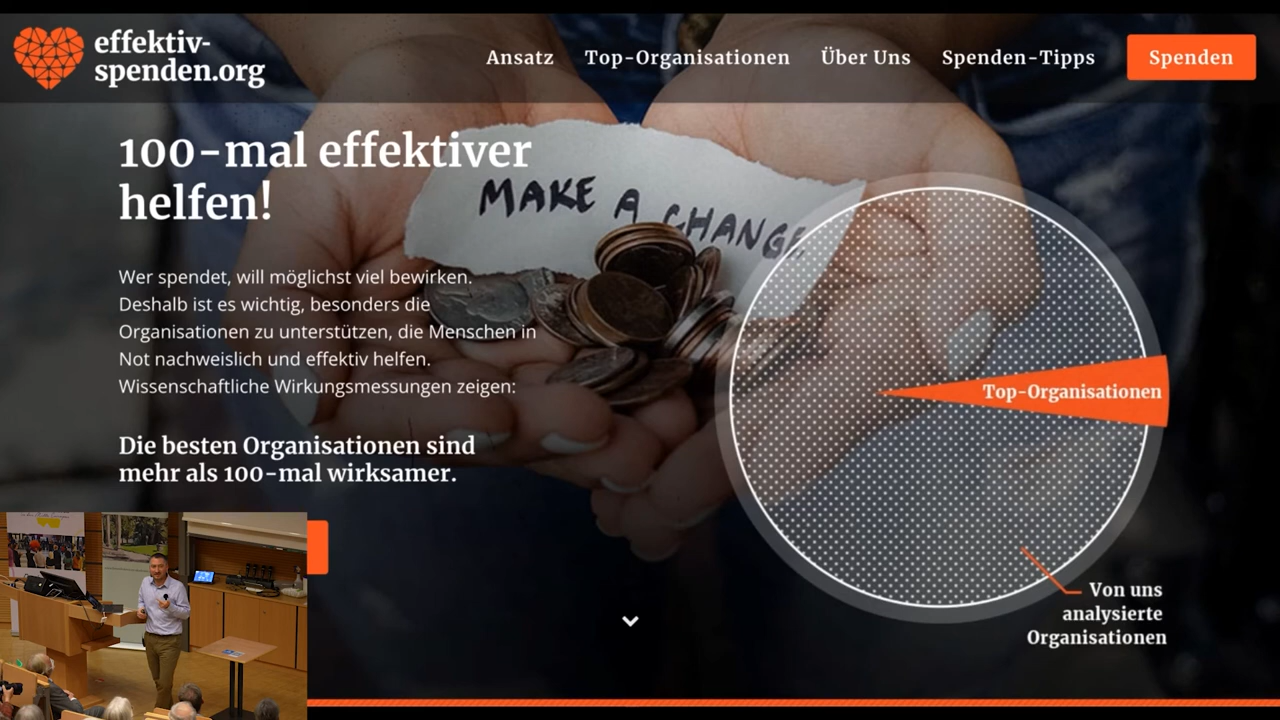 effektiv-
spenden.org
Ansatz Top-Organisationen Über Uns Spenden-Tipps Spenden
100-mal effektiver
helfen!
MAKE A CHANGE
Wer spendet, will möglichst viel bewirken.
Deshalb ist es wichtig, besonders die
Organisationen zu unterstützen, die Menschen in
Not nachweislich und effektiv helfen.
Wissenschaftliche Wirkungsmessungen zeigen:
Die besten Organisationen sind
mehr als 100-mal wirksamer.
Top-Organisationen
Von uns
analysierte
Organisationen